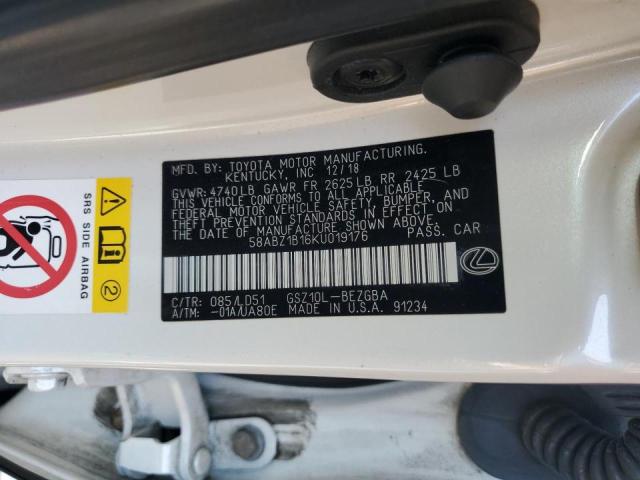 MFD. BY: TOYOTA MOTOR MANUFACTURING.
KENTUCKY, INC 12/18
GVWR: 4740LB GAWR FR 2625LB RR 2425 LB
THIS VEHICLE CONFORMS TO ALL APPLICABLE
FEDERAL MOTOR VEHICLE SAFETY, BUMPER, AND
THEFT PREVENTION STANDARDS IN EFFECT ON
THE DATE OF MANUFACTURE SHOWN ABOVE.
58ABZ1B16KU019176 PASS. CAR
C/TR: 085/LD51 GSZ10L-BEZGBA
A/TM: -01A/UA80E MADE IN U.S.A. 91234
SRS SIDE AIRBAG
2